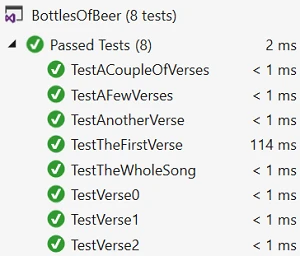 BottlesOfBeer (8 tests)
Passed Tests (8) 2 ms
TestACoupleOfVerses < 1 ms
TestAFewVerses < 1 ms
TestAnotherVerse < 1 ms
TestTheFirstVerse 114 ms
TestTheWholeSong < 1 ms
TestVerse0 < 1 ms
TestVerse1 < 1 ms
TestVerse2 < 1 ms